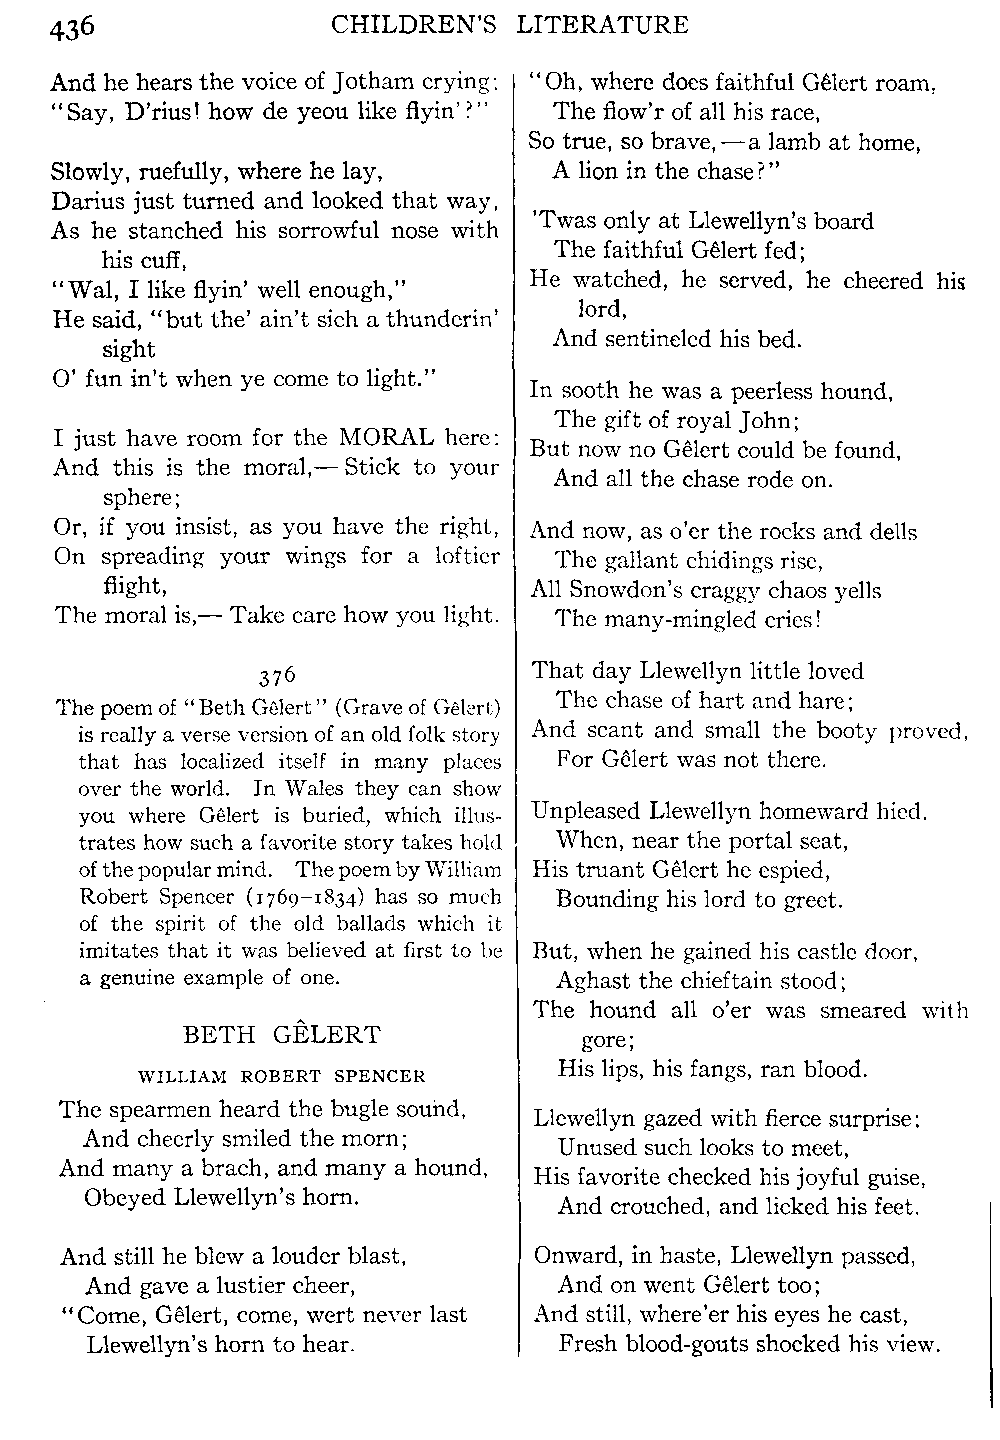 436 CHILDREN'S LITERATURE
And he hears the voice of Jotham crying:
"Say, D'rius! how de yeou like flyin'?"
Slowly, ruefully, where he lay,
Darius just turned and looked that way,
As he stanched his sorrowful nose with
his cuff,
"Wal, I like flyin' well enough,"
He said, "but the' ain't sich a thunderin'
sight
O' fun in't when ye come to light."
I just have room for the MORAL here:
And this is the moral,— Stick to your
sphere;
Or, if you insist, as you have the right,
On spreading your wings for a loftier
flight,
The moral is,— Take care how you light.
376
The poem of "Beth Gêlert" (Grave of Gêlert)
is really a verse version of an old folk story
that has localized itself in many places
over the world. In Wales they can show
you where Gêlert is buried, which illus-
trates how such a favorite story takes hold
of the popular mind. The poem by William
Robert Spencer (1769–1834) has so much
of the spirit of the old ballads which it
imitates that it was believed at first to be
a genuine example of one.
BETH GÊLERT
WILLIAM ROBERT SPENCER
The spearmen heard the bugle sound,
And cheerly smiled the morn;
And many a brach, and many a hound,
Obeyed Llewellyn's horn.
And still he blew a louder blast,
And gave a lustier cheer,
"Come, Gêlert, come, wert never last
Llewellyn's horn to hear.
"Oh, where does faithful Gêlert roam,
The flow'r of all his race,
So true, so brave,—a lamb at home,
A lion in the chase?"
'Twas only at Llewellyn's board
The faithful Gêlert fed;
He watched, he served, he cheered his
lord,
And sentineled his bed.
In sooth he was a peerless hound,
The gift of royal John;
But now no Gêlert could be found,
And all the chase rode on.
And now, as o'er the rocks and dells
The gallant chidings rise,
All Snowdon's craggy chaos yells
The many-mingled cries!
That day Llewellyn little loved
The chase of hart and hare;
And scant and small the booty proved,
For Gêlert was not there.
Unpleased Llewellyn homeward hied,
When, near the portal seat,
His truant Gêlert he espied,
Bounding his lord to greet.
But, when he gained his castle door,
Aghast the chieftain stood;
The hound all o'er was smeared with
gore;
His lips, his fangs, ran blood.
Llewellyn gazed with fierce surprise;
Unused such looks to meet,
His favorite checked his joyful guise,
And crouched, and licked his feet.
Onward, in haste, Llewellyn passed,
And on went Gêlert too;
And still, where'er his eyes he cast,
Fresh blood-gouts shocked his view.